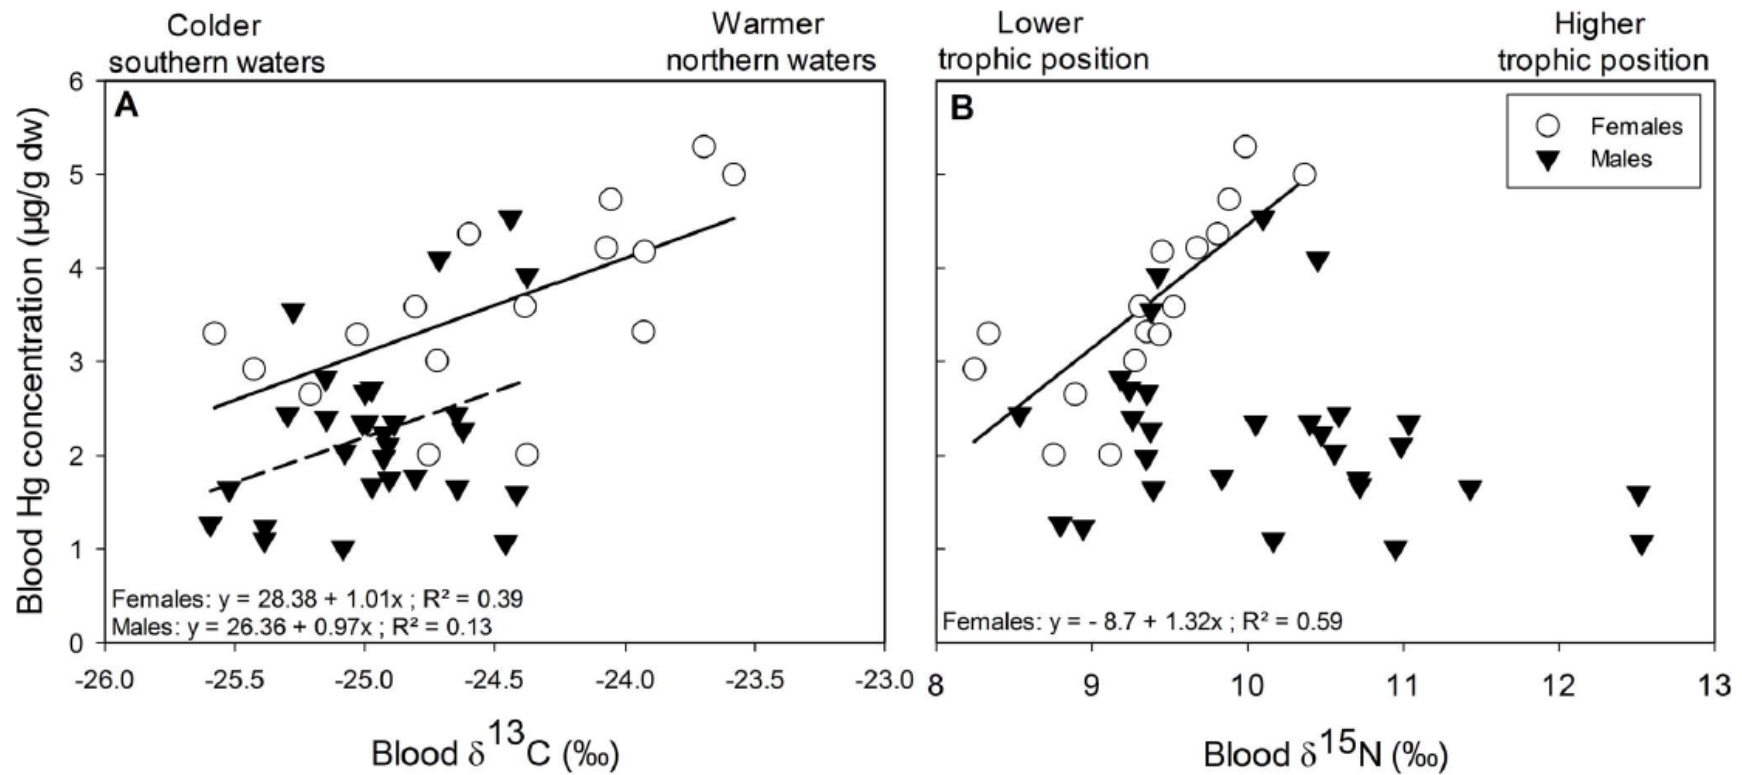 Colder
southern waters
Warmer
northern waters
Lower
trophic position
Higher
trophic position
Blood Hg concentration (µg/g dw)
6
5
4
3
2
1
0
A
Females: y = 28.38 + 1.01x ; R² = 0.39
Males: y = 26.36 + 0.97x ; R² = 0.13
-26.0 -25.5 -25.0 -24.5 -24.0 -23.5 -23.0
Blood δ¹³C (‰)
B
Females
Males
Females: y = - 8.7 + 1.32x ; R² = 0.59
8 9 10 11 12 13
Blood δ¹⁵N (‰)